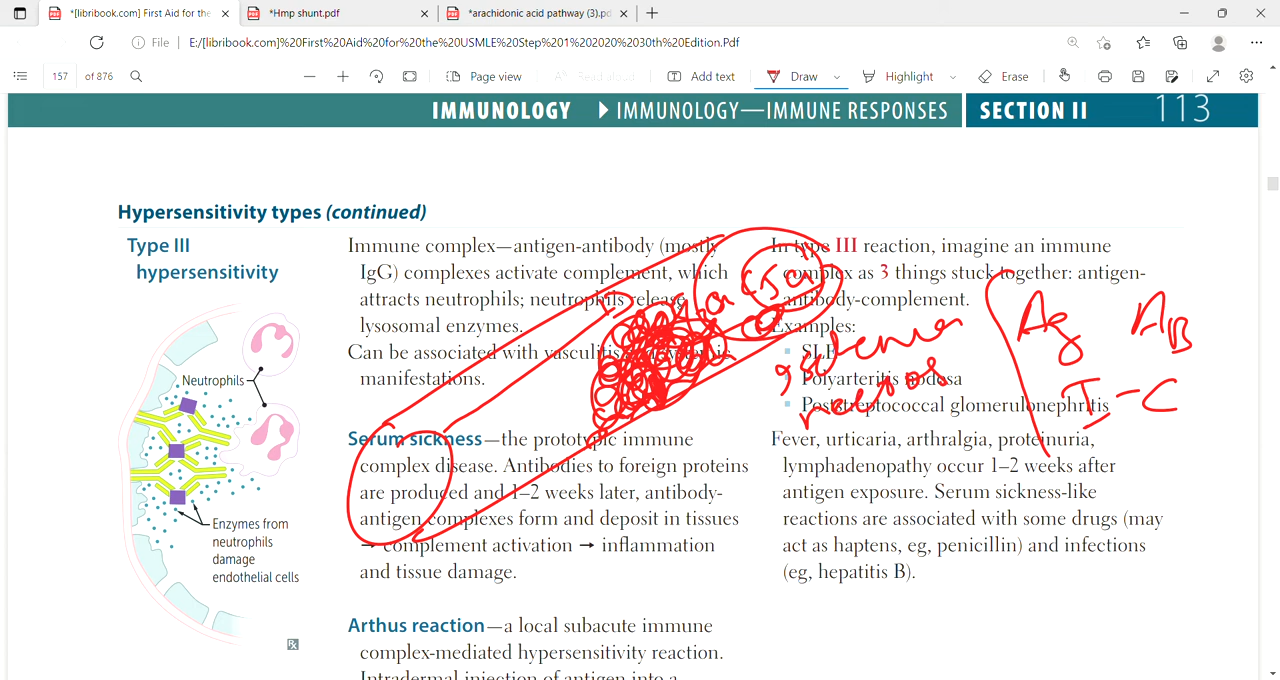 *[libribook.com] First Aid for the
*Hmp shunt.pdf
*arachidonic acid pathway (3).pd
File
E:/[libribook.com]%20First%20Aid%20for%20the%20USMLE%20Step%201%202020%2030th%20Edition.Pdf
157 of 876
Page view
Read aloud
Add text
Draw
Highlight
Erase
IMMUNOLOGY ▶ IMMUNOLOGY—IMMUNE RESPONSES
SECTION II 113
Hypersensitivity types (continued)
Type III
hypersensitivity
Neutrophils
Enzymes from
neutrophils
damage
endothelial cells
Immune complex—antigen-antibody (mostly
IgG) complexes activate complement, which
attracts neutrophils; neutrophils release
lysosomal enzymes.
Can be associated with vasculitis
manifestations.
In type III reaction, imagine an immune
complex as 3 things stuck together: antigen-
antibody-complement.
Examples:
SLE
Polyarteritis nodosa
Poststreptococcal glomerulonephritis
Ag AB
I-C
Serum sickness—the prototypic immune
complex disease. Antibodies to foreign proteins
are produced and 1–2 weeks later, antibody-
antigen complexes form and deposit in tissues
→ complement activation → inflammation
and tissue damage.
Fever, urticaria, arthralgia, proteinuria,
lymphadenopathy occur 1–2 weeks after
antigen exposure. Serum sickness-like
reactions are associated with some drugs (may
act as haptens, eg, penicillin) and infections
(eg, hepatitis B).
Arthus reaction—a local subacute immune
complex-mediated hypersensitivity reaction.
Intradermal injection of antigen into a